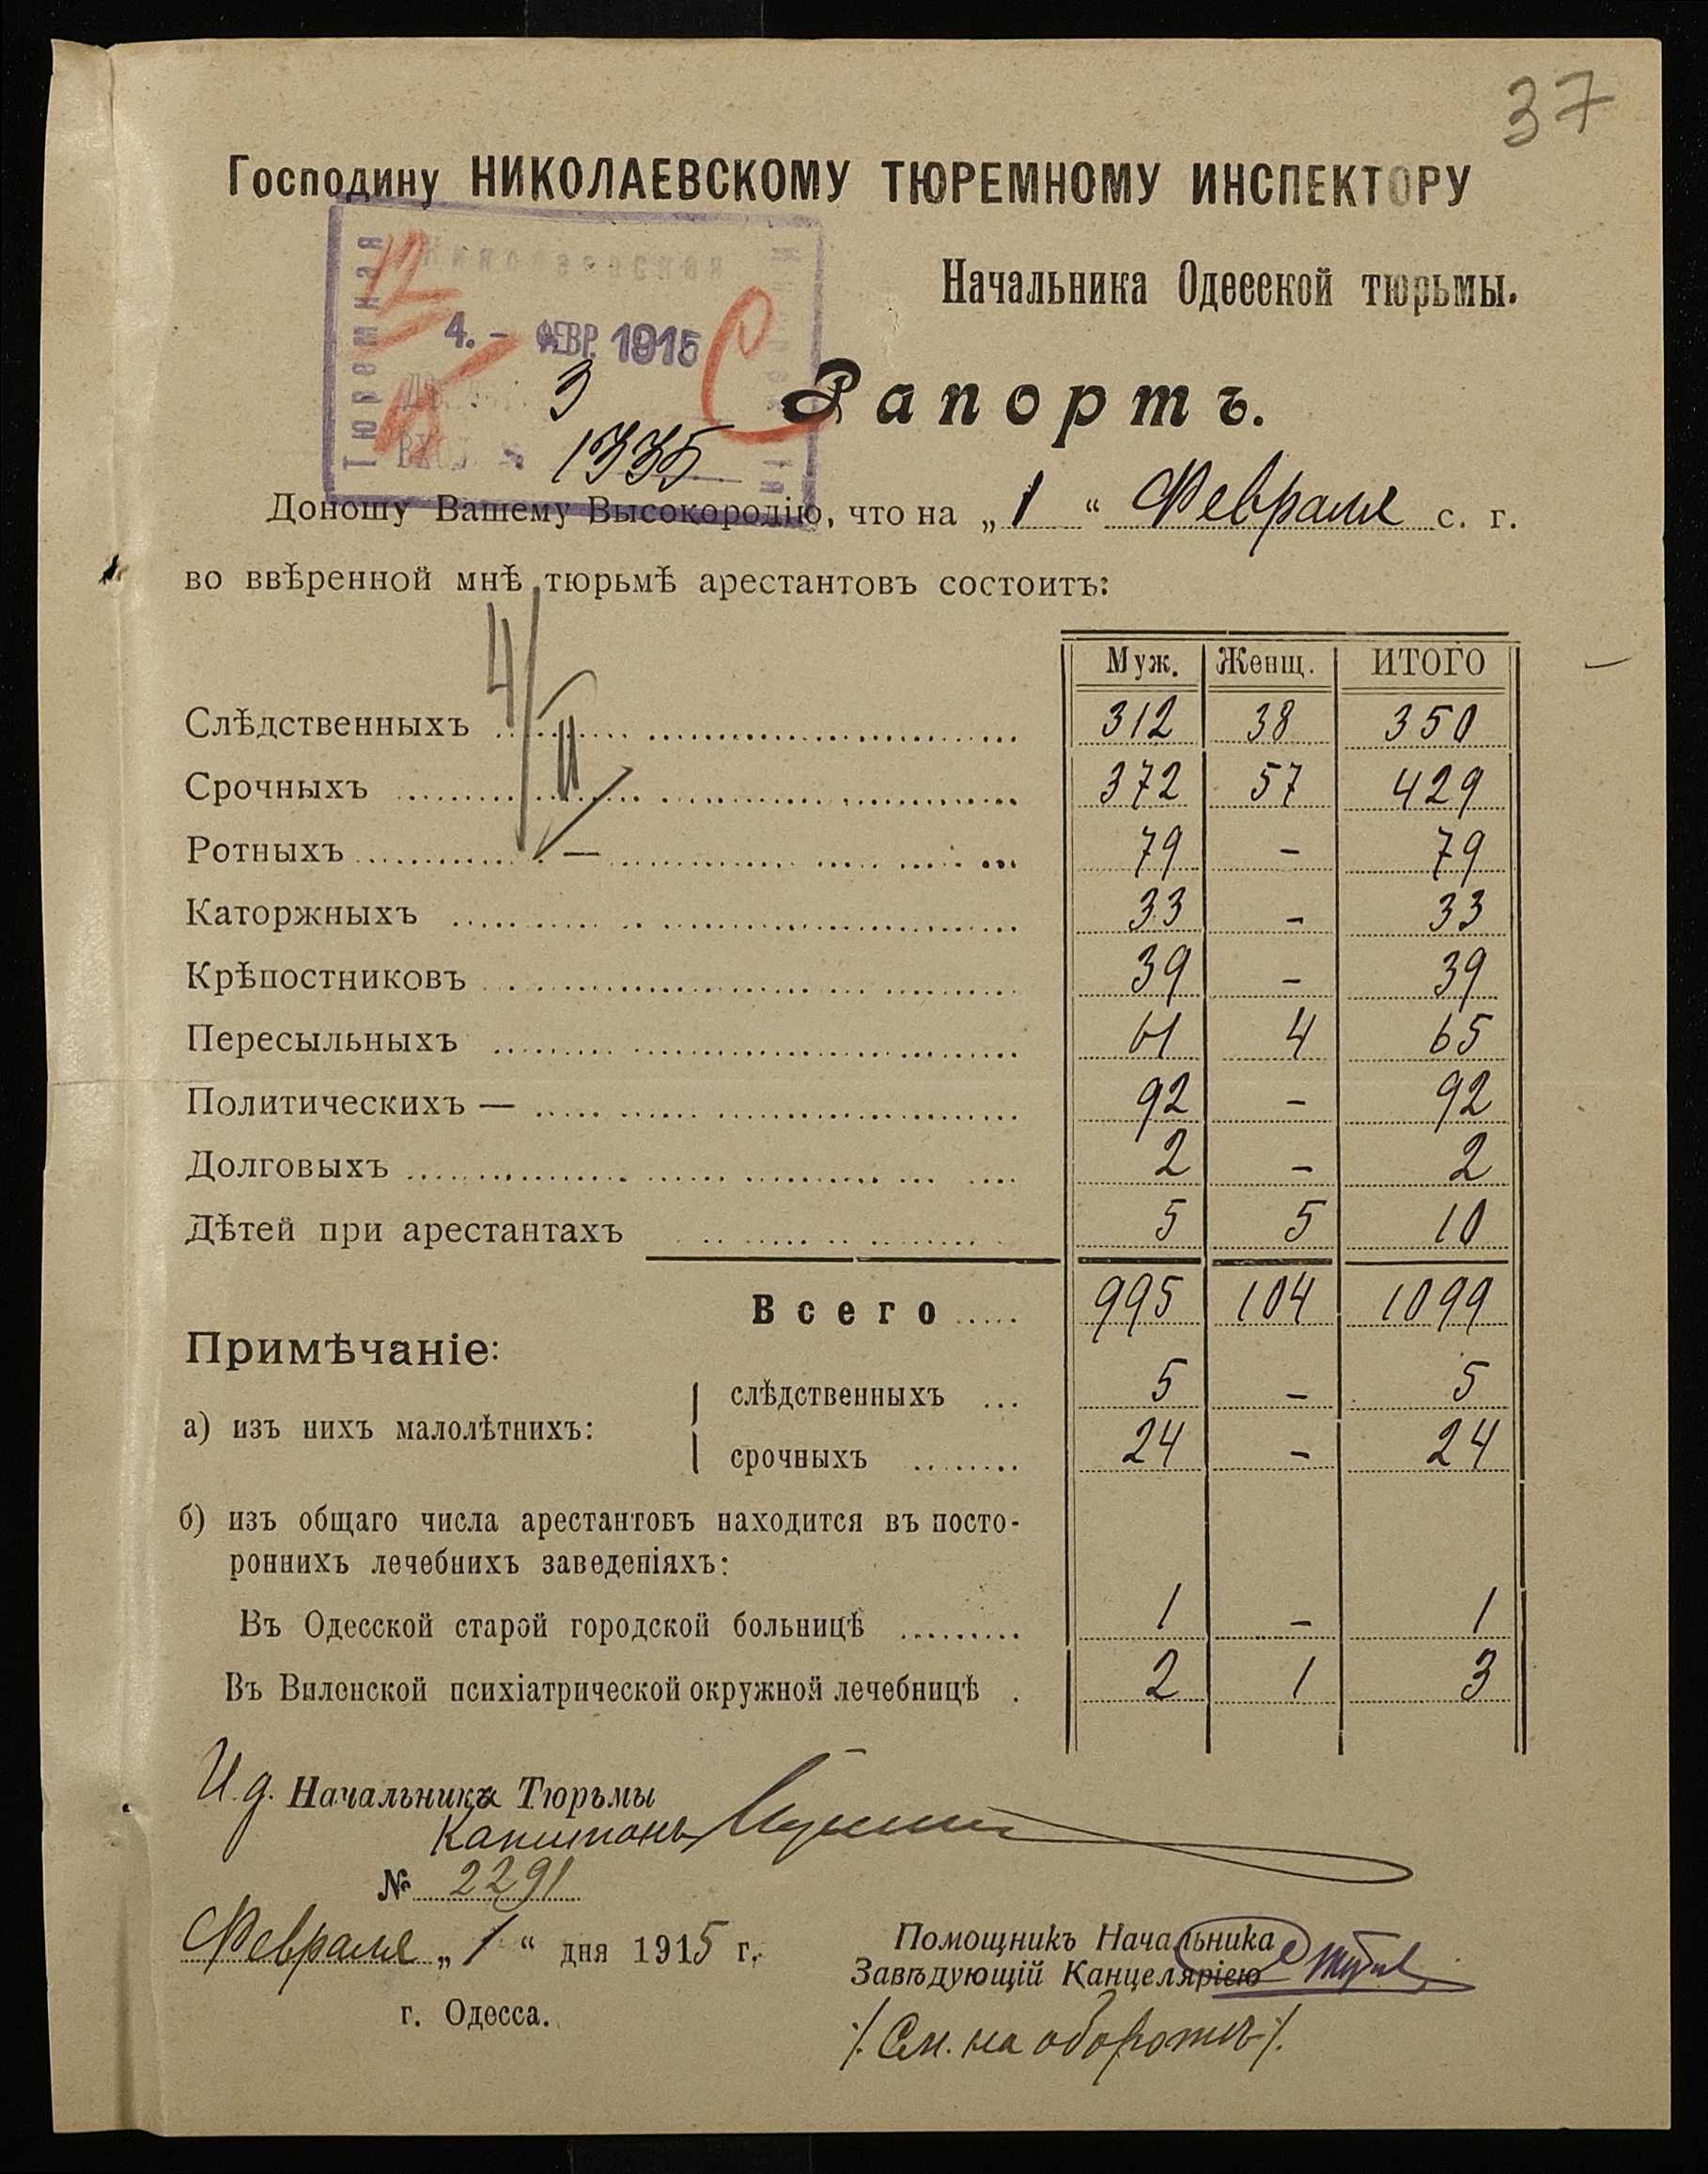 37
Господину НИКОЛАЕВСКОМУ ТЮРЕМНОМУ ИНСПЕКТОРУ
Начальника Одесской тюрьмы.
Тюремная
4.- ФЕВР. 1915
3
1335
Рапортъ.
Доношу Вашему Высокородію, что на „1“ Февраля с. г.
во ввѣренной мнѣ тюрьмѣ арестантовъ состоитъ:
Муж. Женщ. ИТОГО
Слѣдственныхъ 312 38 350
Срочныхъ 372 57 429
Ротныхъ 79 - 79
Каторжныхъ 33 - 33
Крѣпостниковъ 39 - 39
Пересыльныхъ 61 4 65
Политическихъ — 92 - 92
Долговыхъ 2 - 2
Дѣтей при арестантахъ 5 5 10
Всего 995 104 1099
Примѣчаніе:
а) изъ нихъ малолѣтнихъ:
слѣдственныхъ 5 - 5
срочныхъ 24 - 24
б) изъ общаго числа арестантовъ находится въ посто-
роннихъ лечебнихъ заведеніяхъ:
Въ Одесской старой городской больницѣ 1 - 1
Въ Виленской психіатрической окружной лечебницѣ 2 1 3
И.д. Начальника Тюрьмы
Капитанъ
№ 2291
Февраля „1“ дня 1915 г.
г. Одесса.
Помощникъ Начальника
Завѣдующій Канцеляріею
/. См. на оборотѣ /.